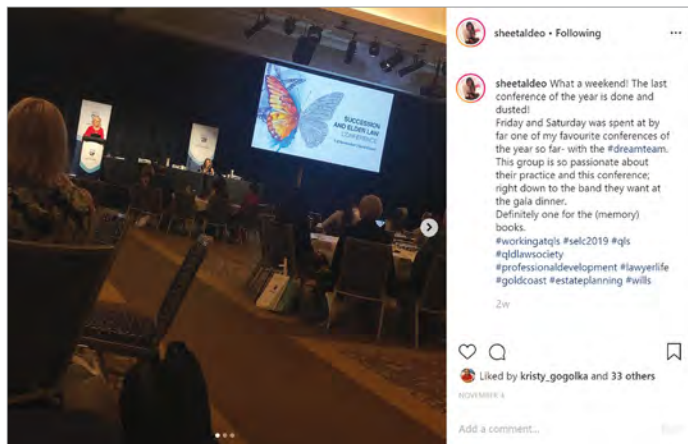 SUCCESSION
AND ELDER LAW
CONFERENCE
sheetaldeo • Following
sheetaldeo What a weekend! The last
conference of the year is done and
dusted!
Friday and Saturday was spent at by
far one of my favourite conferences of
the year so far- with the #dreamteam.
This group is so passionate about
their practice and this conference;
right down to the band they want at
the gala dinner.
Definitely one for the (memory)
books.
#workingatqls #selc2019 #qls
#qldlawsociety
#professionaldevelopment #lawyerlife
#goldcoast #estateplanning #wills
2w
Liked by kristy_gogolka and 33 others
Add a comment...